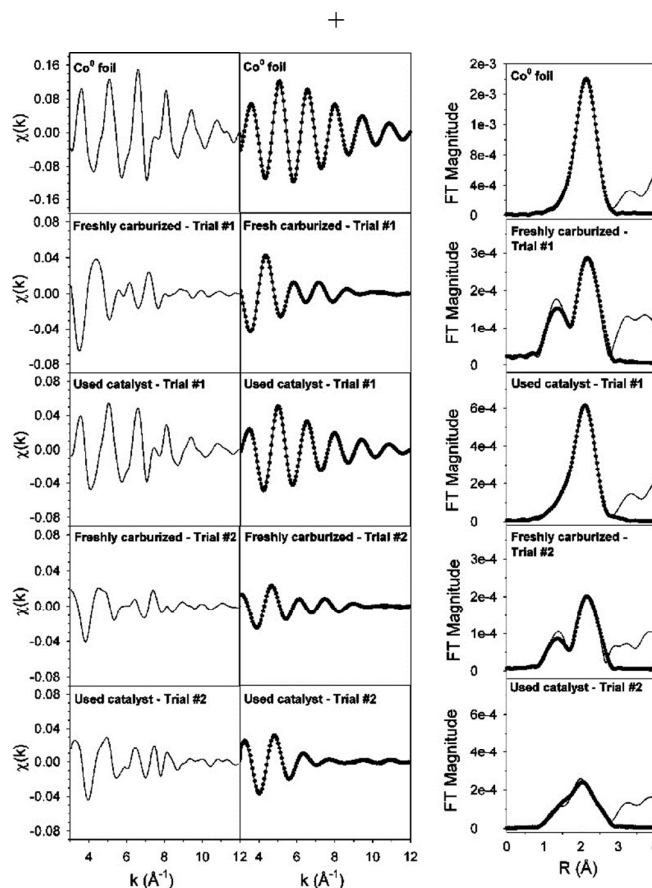 +
Co⁰ foil
χ(k)
0.16
0.08
0.00
-0.08
-0.16
Co⁰ foil
Freshly carburized - Trial #1
χ(k)
0.08
0.04
0.00
-0.04
-0.08
Fresh carburized - Trial #1
Used catalyst - Trial #1
χ(k)
0.08
0.04
0.00
-0.04
-0.08
Used catalyst - Trial #1
Freshly carburized - Trial #2
χ(k)
0.04
0.00
-0.04
-0.08
Freshly carburized - Trial #2
Used catalyst - Trial #2
χ(k)
0.08
0.04
0.00
-0.04
-0.08
Used catalyst - Trial #2
4 6 8 10 12 4 6 8 10 12
k (Å⁻¹) k (Å⁻¹)
Co⁰ foil
FT Magnitude
2e-3
2e-3
1e-3
8e-4
4e-4
0
Freshly carburized -
Trial #1
FT Magnitude
3e-4
2e-4
1e-4
0
Used catalyst - Trial #1
FT Magnitude
6e-4
4e-4
2e-4
0
Freshly carburized -
Trial #2
FT Magnitude
3e-4
2e-4
1e-4
0
Used catalyst - Trial #2
FT Magnitude
6e-4
4e-4
2e-4
0
0 1 2 3 4
R (Å)